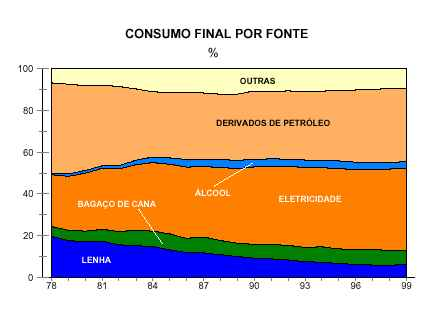 CONSUMO FINAL POR FONTE
%
100
80
60
40
20
0
OUTRAS
DERIVADOS DE PETRÓLEO
ÁLCOOL
BAGAÇO DE CANA
ELETRICIDADE
LENHA
78 81 84 87 90 93 96 99